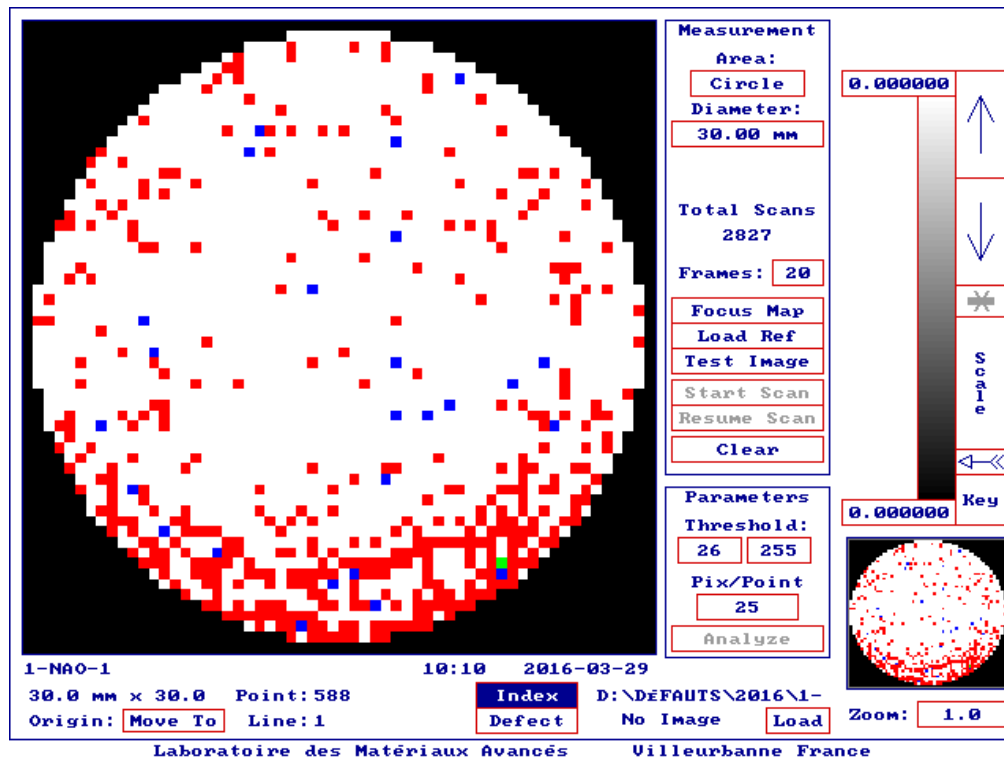 Measurement
Area:
Circle
Diameter:
30.00 mm
Total Scans
2827
Frames: 20
Focus Map
Load Ref
Test Image
Start Scan
Resume Scan
Clear
Parameters
Threshold:
26 255
Pix/Point
25
Analyze
0.000000
Scale
Key
0.000000
1-NAO-1 10:10 2016-03-29
30.0 mm x 30.0 Point:588 Index D:\DÉFAUTS\2016\1-
Origin: Move To Line:1 Defect No Image Load Zoom: 1.0
Laboratoire des Matériaux Avancés Villeurbanne France